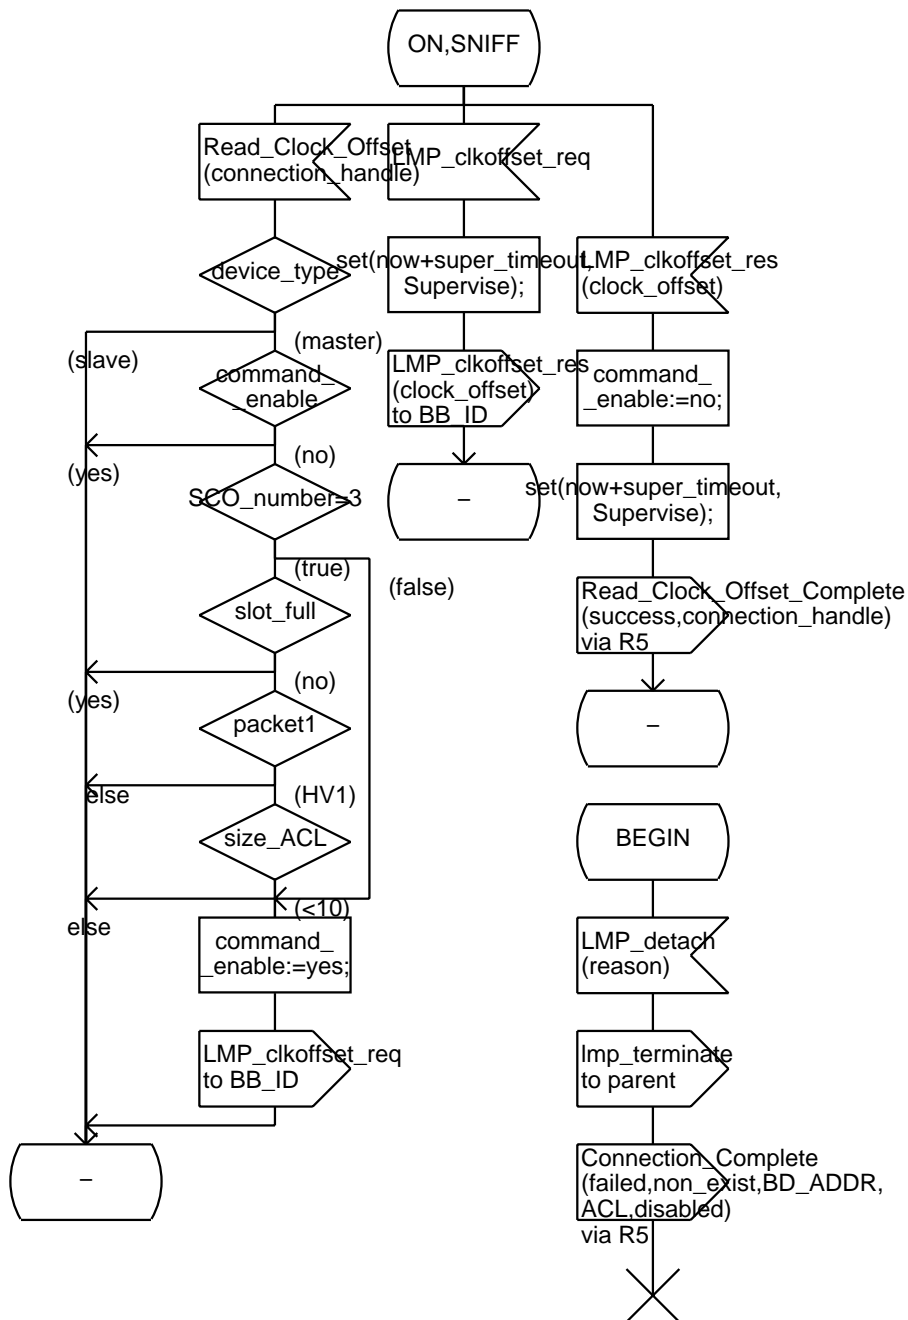 ON,SNIFF
Read_Clock_Offset
(connection_handle)
device_type
(slave)
(master)
command_
_enable
(yes)
(no)
SCO_number=3
(true)
(false)
slot_full
(yes)
(no)
packet1
else
(HV1)
size_ACL
else
(<10)
command_
_enable:=yes;
LMP_clkoffset_req
to BB_ID
–
LMP_clkoffset_req
set(now+super_timeout,
Supervise);
LMP_clkoffset_res
(clock_offset)
to BB_ID
–
LMP_clkoffset_res
(clock_offset)
command_
_enable:=no;
set(now+super_timeout,
Supervise);
Read_Clock_Offset_Complete
(success,connection_handle)
via R5
–
BEGIN
LMP_detach
(reason)
lmp_terminate
to parent
Connection_Complete
(failed,non_exist,BD_ADDR,
ACL,disabled)
via R5